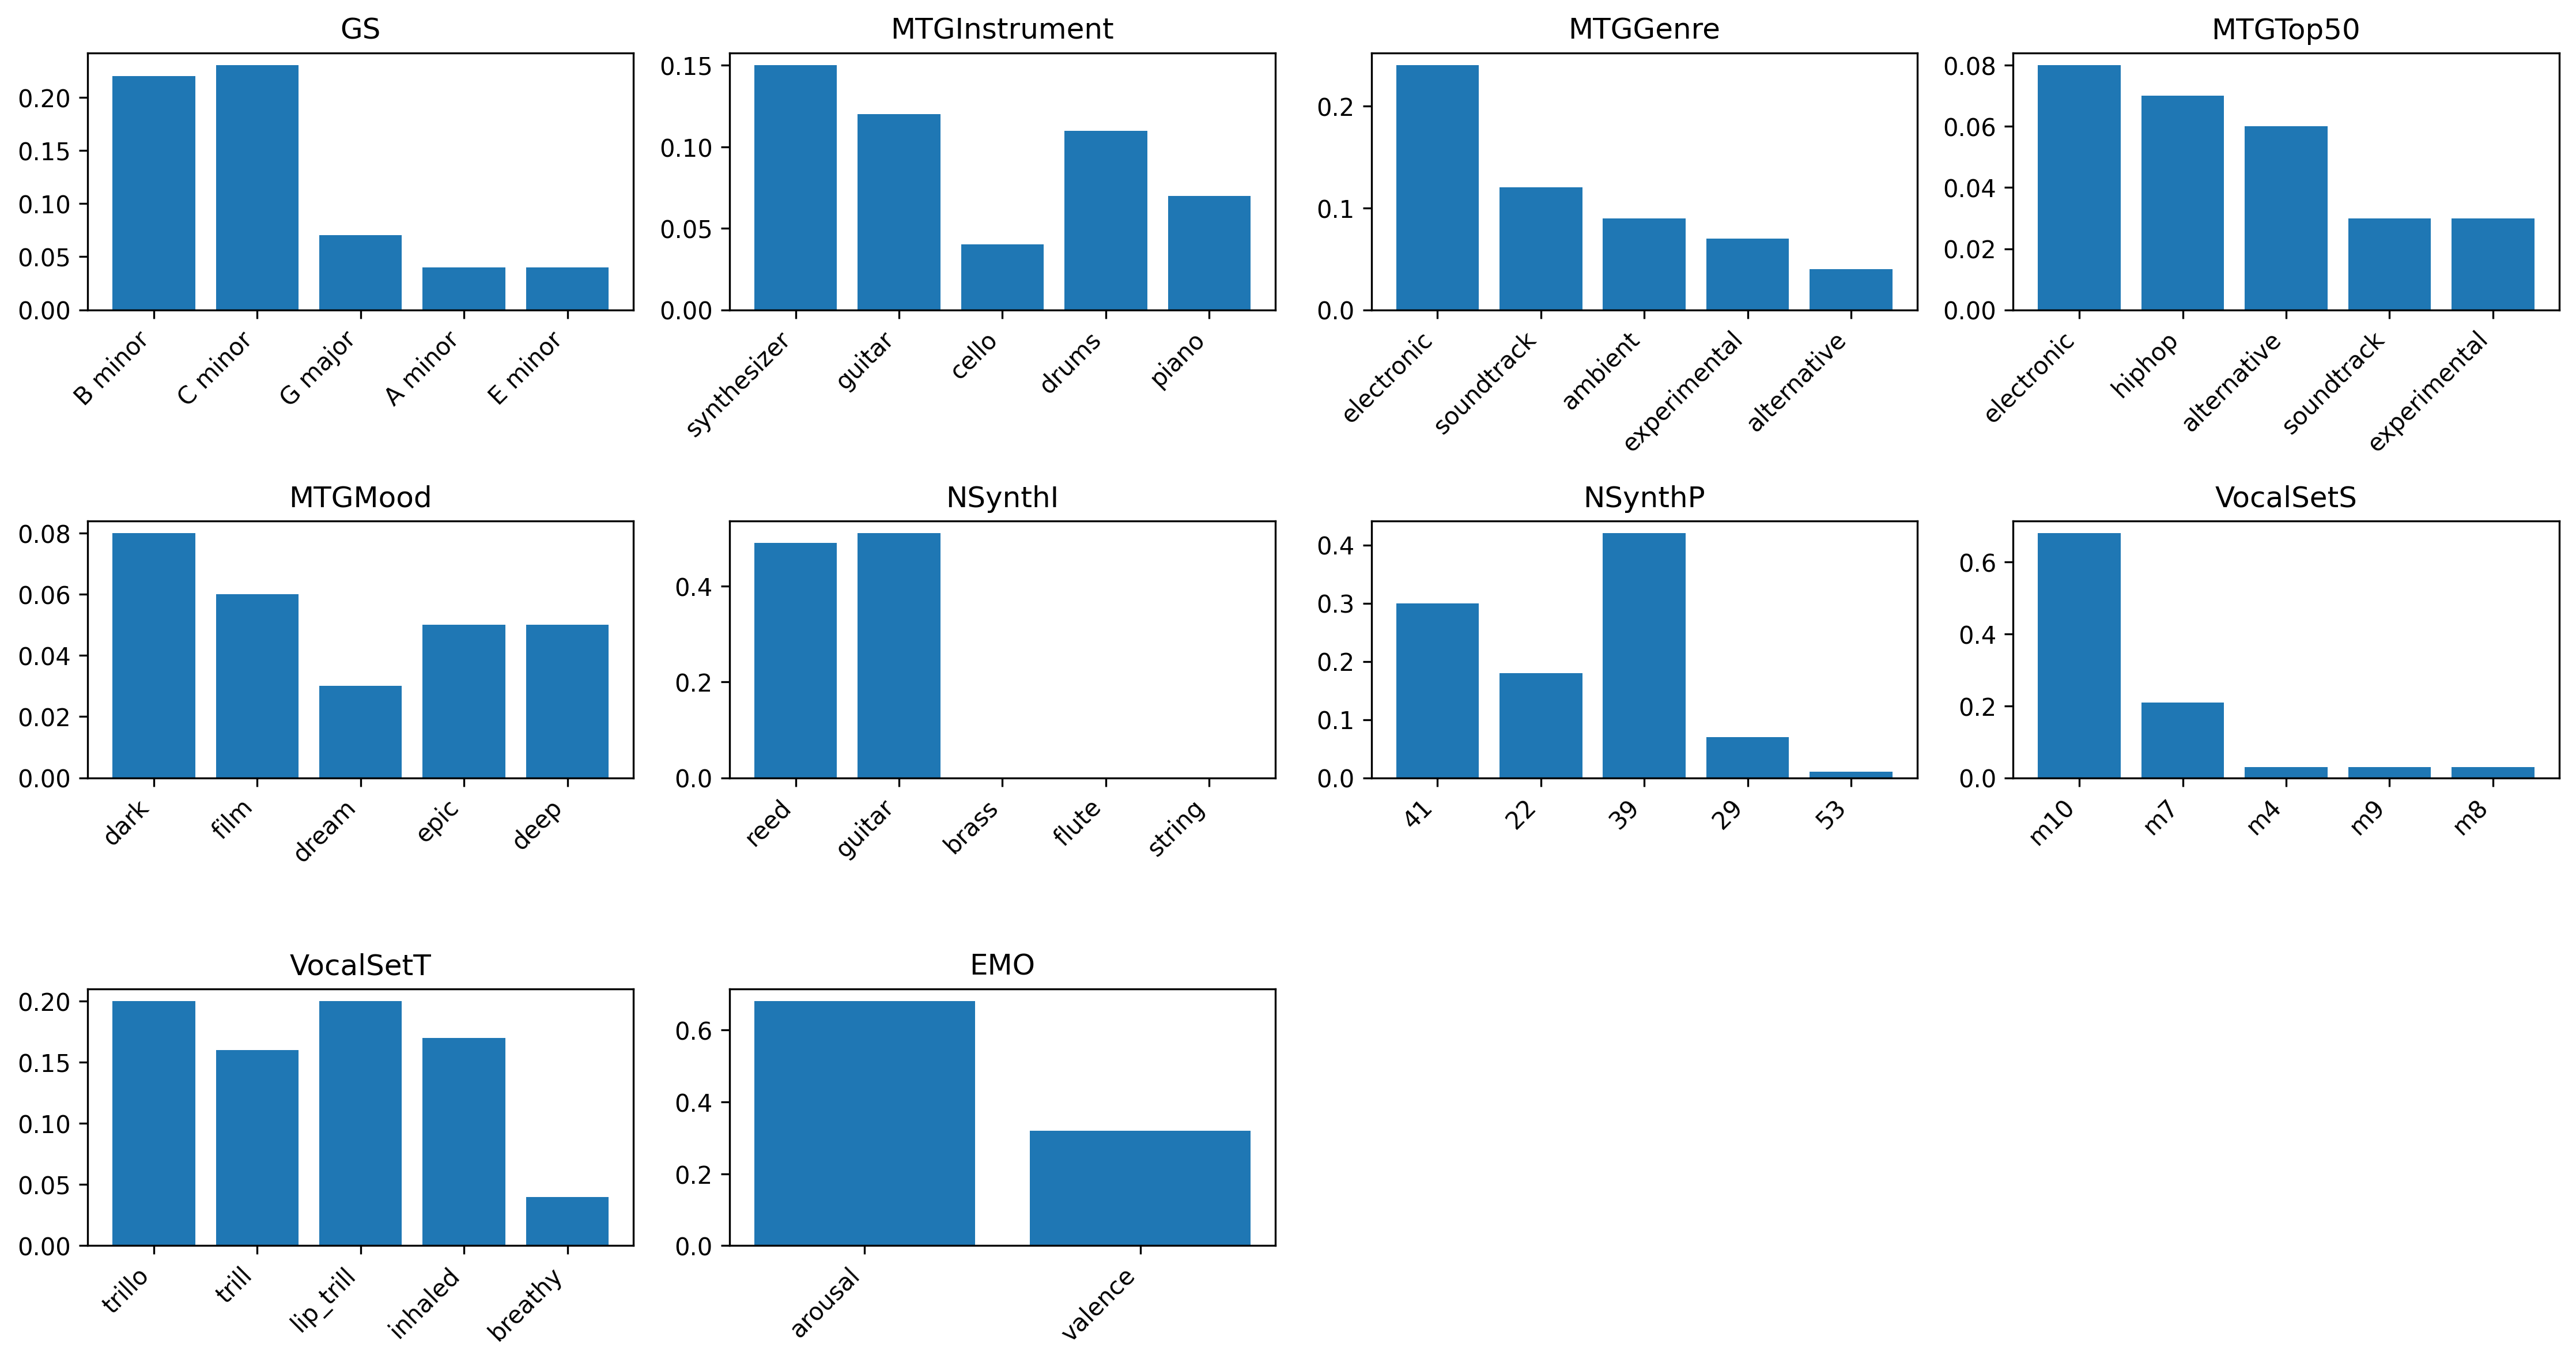 GS
0.20
0.15
0.10
0.05
0.00
B minor
C minor
G major
A minor
E minor
MTGInstrument
0.15
0.10
0.05
0.00
synthesizer
guitar
cello
drums
piano
MTGGenre
0.2
0.1
0.0
electronic
soundtrack
ambient
experimental
alternative
MTGTop50
0.08
0.06
0.04
0.02
0.00
electronic
hiphop
alternative
soundtrack
experimental
MTGMood
0.08
0.06
0.04
0.02
0.00
dark
film
dream
epic
deep
NSynthI
0.4
0.2
0.0
reed
guitar
brass
flute
string
NSynthP
0.4
0.3
0.2
0.1
0.0
41
22
39
29
53
VocalSetS
0.6
0.4
0.2
0.0
m10
m7
m4
m9
m8
VocalSetT
0.20
0.15
0.10
0.05
0.00
trillo
trill
lip_trill
inhaled
breathy
EMO
0.6
0.4
0.2
0.0
arousal
valence